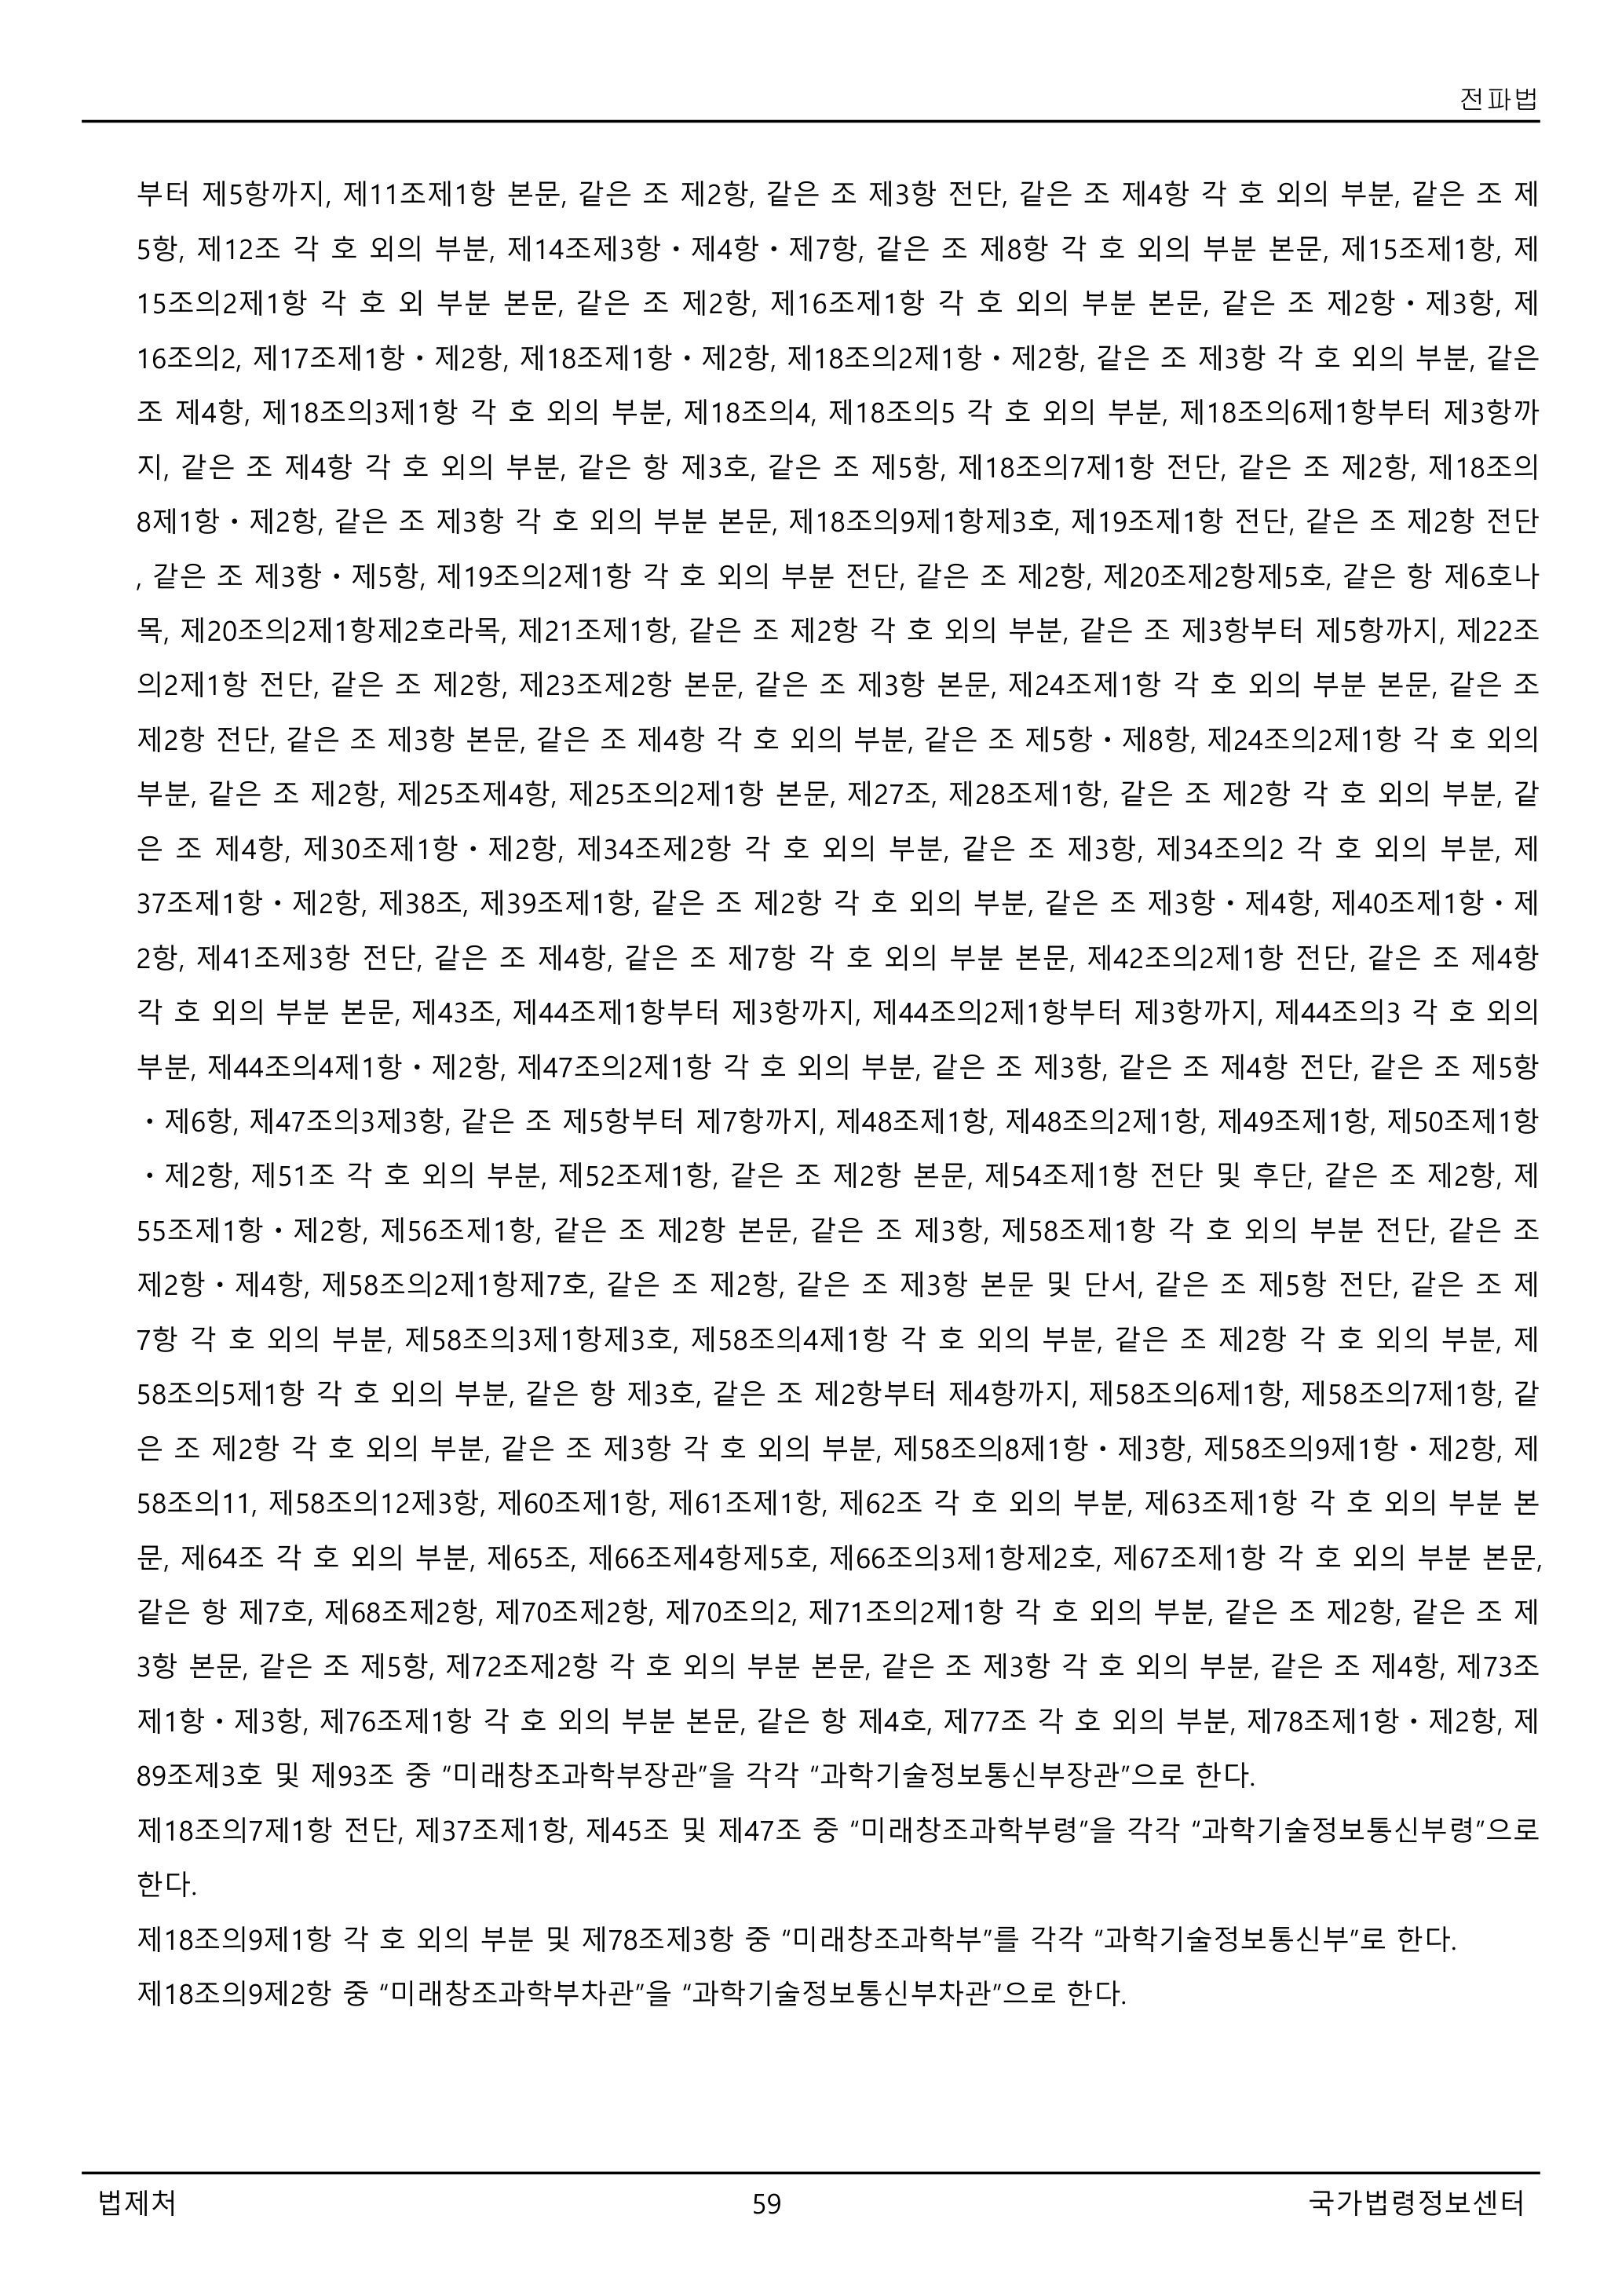 전파법
부터 제5항까지, 제11조제1항 본문, 같은 조 제2항, 같은 조 제3항 전단, 같은 조 제4항 각 호 외의 부분, 같은 조 제
5항, 제12조 각 호 외의 부분, 제14조제3항ㆍ제4항ㆍ제7항, 같은 조 제8항 각 호 외의 부분 본문, 제15조제1항, 제
15조의2제1항 각 호 외 부분 본문, 같은 조 제2항, 제16조제1항 각 호 외의 부분 본문, 같은 조 제2항ㆍ제3항, 제
16조의2, 제17조제1항ㆍ제2항, 제18조제1항ㆍ제2항, 제18조의2제1항ㆍ제2항, 같은 조 제3항 각 호 외의 부분, 같은
조 제4항, 제18조의3제1항 각 호 외의 부분, 제18조의4, 제18조의5 각 호 외의 부분, 제18조의6제1항부터 제3항까
지, 같은 조 제4항 각 호 외의 부분, 같은 항 제3호, 같은 조 제5항, 제18조의7제1항 전단, 같은 조 제2항, 제18조의
8제1항ㆍ제2항, 같은 조 제3항 각 호 외의 부분 본문, 제18조의9제1항제3호, 제19조제1항 전단, 같은 조 제2항 전단
, 같은 조 제3항ㆍ제5항, 제19조의2제1항 각 호 외의 부분 전단, 같은 조 제2항, 제20조제2항제5호, 같은 항 제6호나
목, 제20조의2제1항제2호라목, 제21조제1항, 같은 조 제2항 각 호 외의 부분, 같은 조 제3항부터 제5항까지, 제22조
의2제1항 전단, 같은 조 제2항, 제23조제2항 본문, 같은 조 제3항 본문, 제24조제1항 각 호 외의 부분 본문, 같은 조
제2항 전단, 같은 조 제3항 본문, 같은 조 제4항 각 호 외의 부분, 같은 조 제5항ㆍ제8항, 제24조의2제1항 각 호 외의
부분, 같은 조 제2항, 제25조제4항, 제25조의2제1항 본문, 제27조, 제28조제1항, 같은 조 제2항 각 호 외의 부분, 같
은 조 제4항, 제30조제1항ㆍ제2항, 제34조제2항 각 호 외의 부분, 같은 조 제3항, 제34조의2 각 호 외의 부분, 제
37조제1항ㆍ제2항, 제38조, 제39조제1항, 같은 조 제2항 각 호 외의 부분, 같은 조 제3항ㆍ제4항, 제40조제1항ㆍ제
2항, 제41조제3항 전단, 같은 조 제4항, 같은 조 제7항 각 호 외의 부분 본문, 제42조의2제1항 전단, 같은 조 제4항
각 호 외의 부분 본문, 제43조, 제44조제1항부터 제3항까지, 제44조의2제1항부터 제3항까지, 제44조의3 각 호 외의
부분, 제44조의4제1항ㆍ제2항, 제47조의2제1항 각 호 외의 부분, 같은 조 제3항, 같은 조 제4항 전단, 같은 조 제5항
ㆍ제6항, 제47조의3제3항, 같은 조 제5항부터 제7항까지, 제48조제1항, 제48조의2제1항, 제49조제1항, 제50조제1항
ㆍ제2항, 제51조 각 호 외의 부분, 제52조제1항, 같은 조 제2항 본문, 제54조제1항 전단 및 후단, 같은 조 제2항, 제
55조제1항ㆍ제2항, 제56조제1항, 같은 조 제2항 본문, 같은 조 제3항, 제58조제1항 각 호 외의 부분 전단, 같은 조
제2항ㆍ제4항, 제58조의2제1항제7호, 같은 조 제2항, 같은 조 제3항 본문 및 단서, 같은 조 제5항 전단, 같은 조 제
7항 각 호 외의 부분, 제58조의3제1항제3호, 제58조의4제1항 각 호 외의 부분, 같은 조 제2항 각 호 외의 부분, 제
58조의5제1항 각 호 외의 부분, 같은 항 제3호, 같은 조 제2항부터 제4항까지, 제58조의6제1항, 제58조의7제1항, 같
은 조 제2항 각 호 외의 부분, 같은 조 제3항 각 호 외의 부분, 제58조의8제1항ㆍ제3항, 제58조의9제1항ㆍ제2항, 제
58조의11, 제58조의12제3항, 제60조제1항, 제61조제1항, 제62조 각 호 외의 부분, 제63조제1항 각 호 외의 부분 본
문, 제64조 각 호 외의 부분, 제65조, 제66조제4항제5호, 제66조의3제1항제2호, 제67조제1항 각 호 외의 부분 본문,
같은 항 제7호, 제68조제2항, 제70조제2항, 제70조의2, 제71조의2제1항 각 호 외의 부분, 같은 조 제2항, 같은 조 제
3항 본문, 같은 조 제5항, 제72조제2항 각 호 외의 부분 본문, 같은 조 제3항 각 호 외의 부분, 같은 조 제4항, 제73조
제1항ㆍ제3항, 제76조제1항 각 호 외의 부분 본문, 같은 항 제4호, 제77조 각 호 외의 부분, 제78조제1항ㆍ제2항, 제
89조제3호 및 제93조 중 “미래창조과학부장관”을 각각 “과학기술정보통신부장관”으로 한다.
제18조의7제1항 전단, 제37조제1항, 제45조 및 제47조 중 “미래창조과학부령”을 각각 “과학기술정보통신부령”으로
한다.
제18조의9제1항 각 호 외의 부분 및 제78조제3항 중 “미래창조과학부”를 각각 “과학기술정보통신부”로 한다.
제18조의9제2항 중 “미래창조과학부차관”을 “과학기술정보통신부차관”으로 한다.
법제처 59 국가법령정보센터